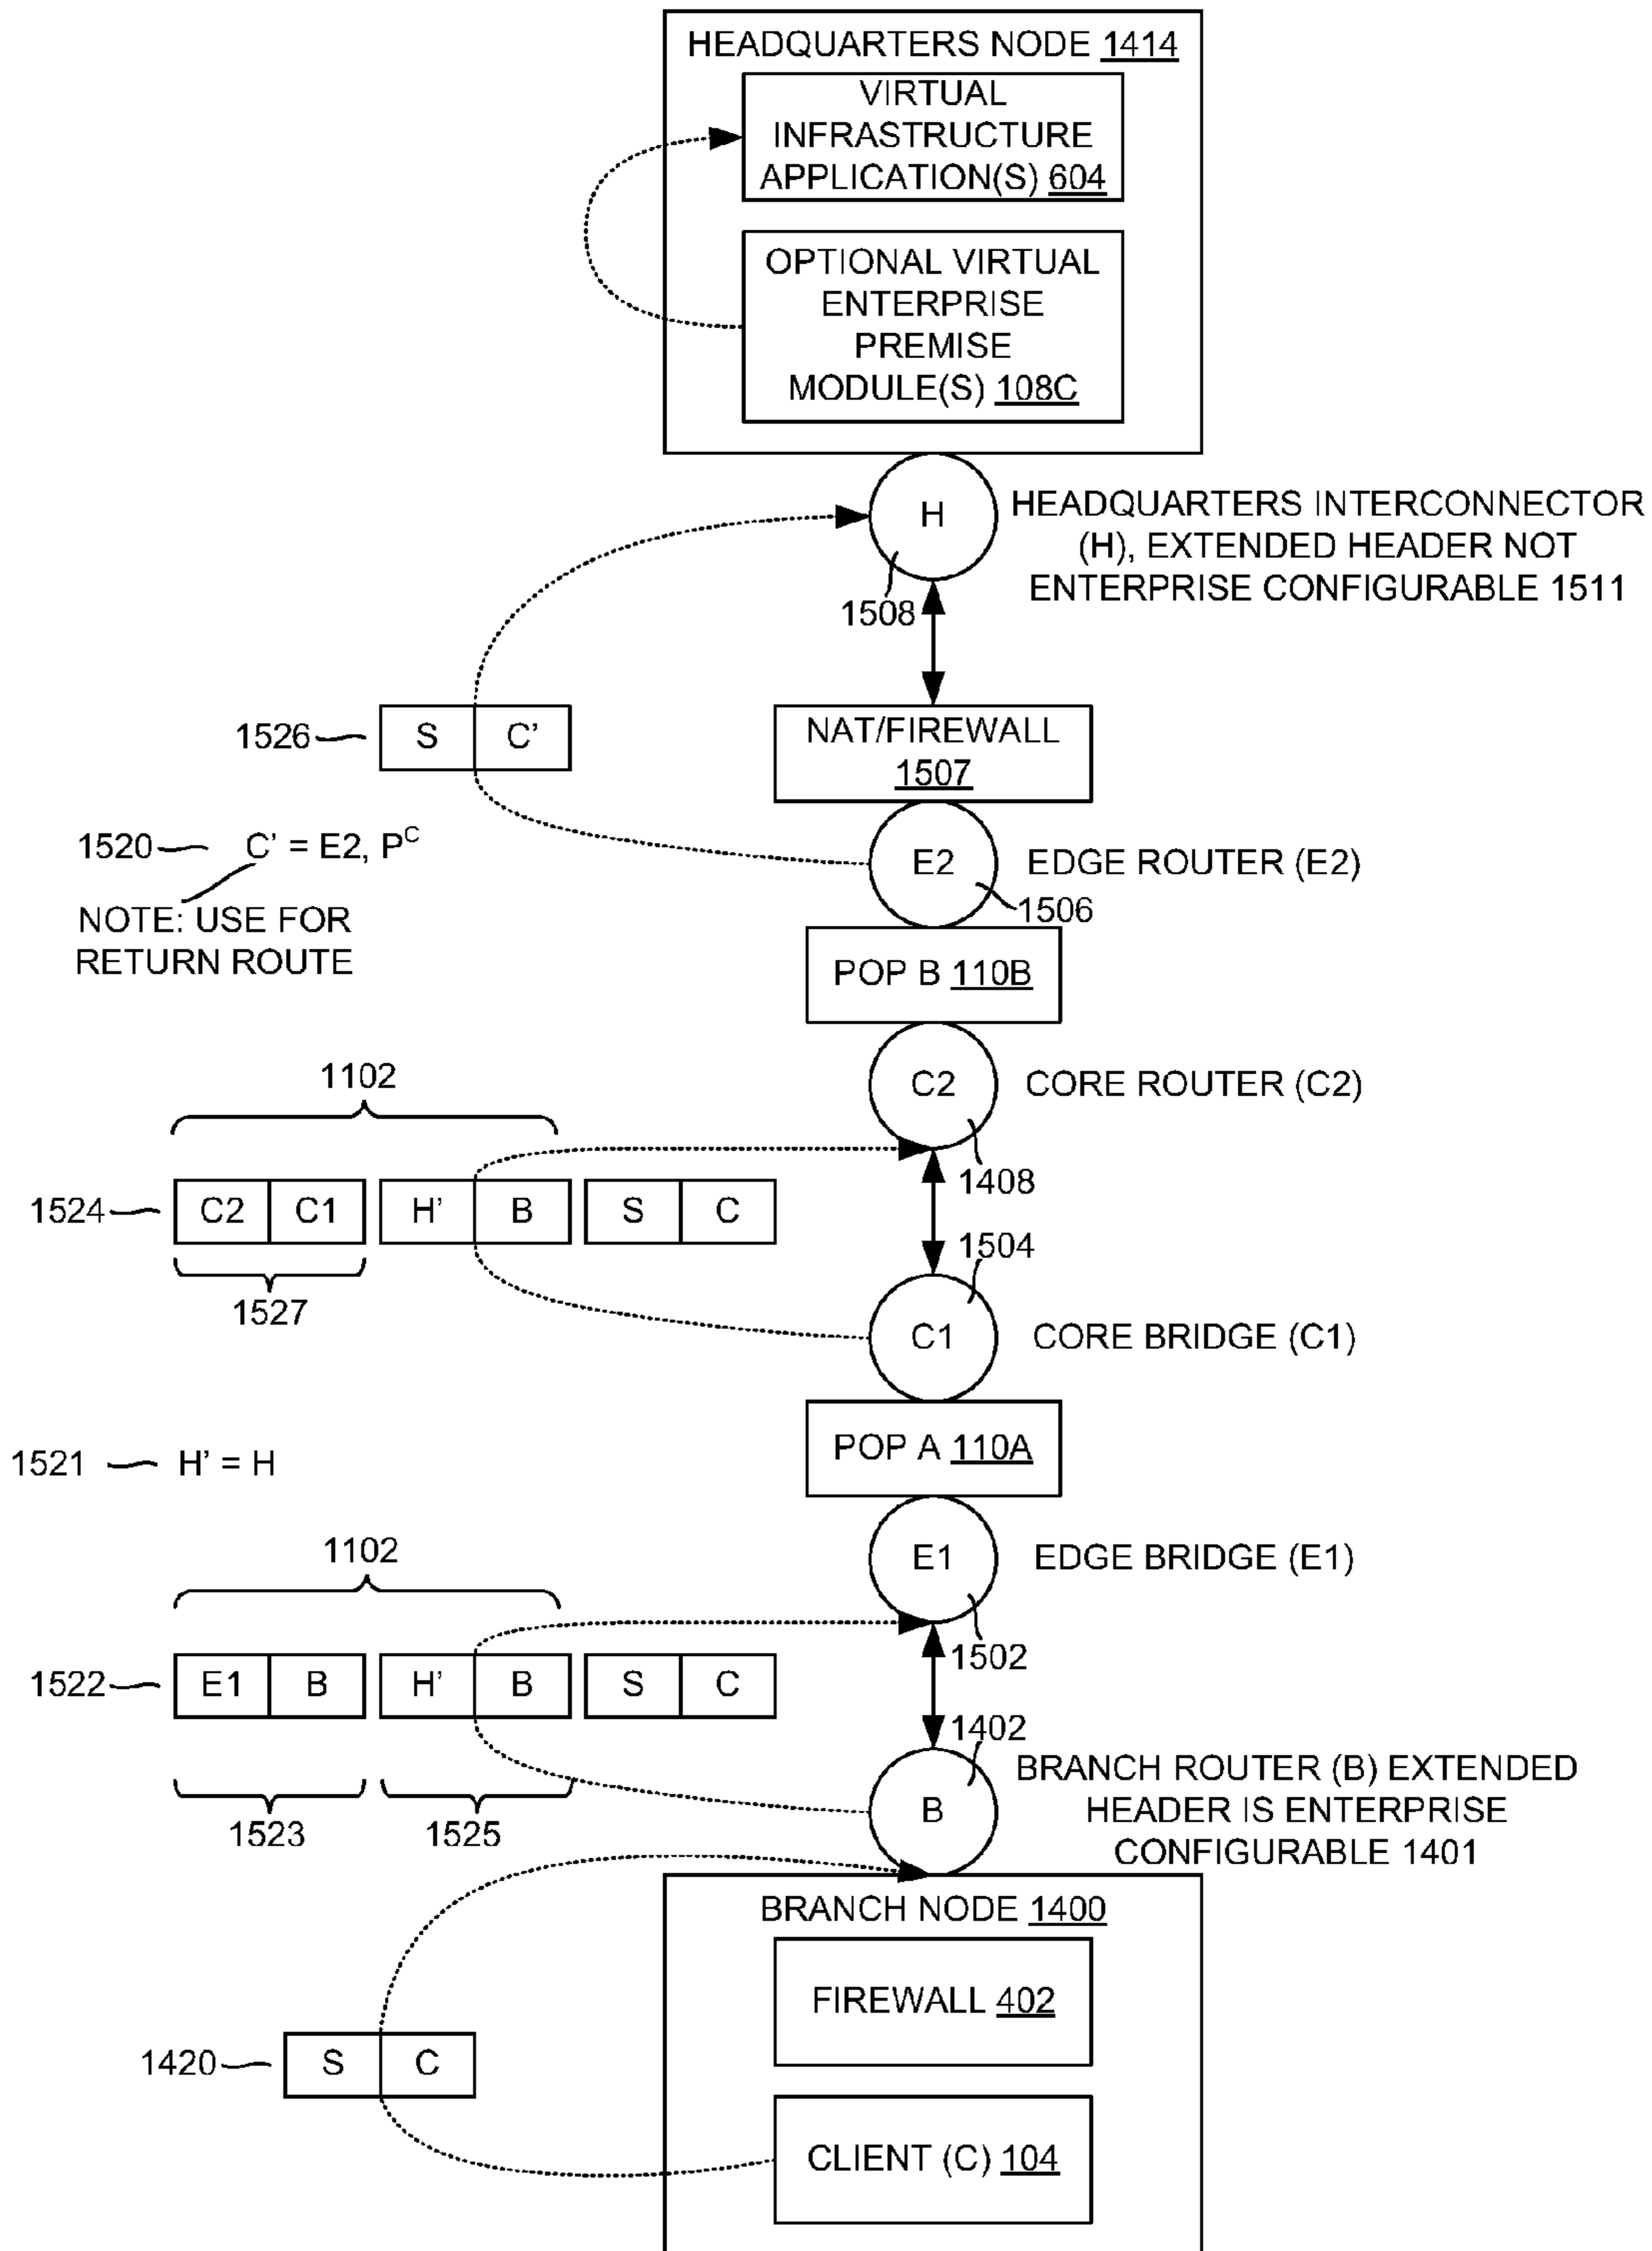 HEADQUARTERS NODE 1414
VIRTUAL
INFRASTRUCTURE
APPLICATION(S) 604
OPTIONAL VIRTUAL
ENTERPRISE
PREMISE
MODULE(S) 108C
H
HEADQUARTERS INTERCONNECTOR
(H), EXTENDED HEADER NOT
ENTERPRISE CONFIGURABLE 1511
1508
1526
S C'
NAT/FIREWALL
1507
1520
C' = E2, P^C
NOTE: USE FOR
RETURN ROUTE
E2
EDGE ROUTER (E2)
1506
POP B 110B
1102
C2
CORE ROUTER (C2)
1408
1524
C2 C1 H' B S C
1527
1504
C1
CORE BRIDGE (C1)
POP A 110A
1521
H' = H
1102
E1
EDGE BRIDGE (E1)
1502
1522
E1 B H' B S C
1523
1525
1402
B
BRANCH ROUTER (B) EXTENDED
HEADER IS ENTERPRISE
CONFIGURABLE 1401
BRANCH NODE 1400
FIREWALL 402
1420
S C
CLIENT (C) 104